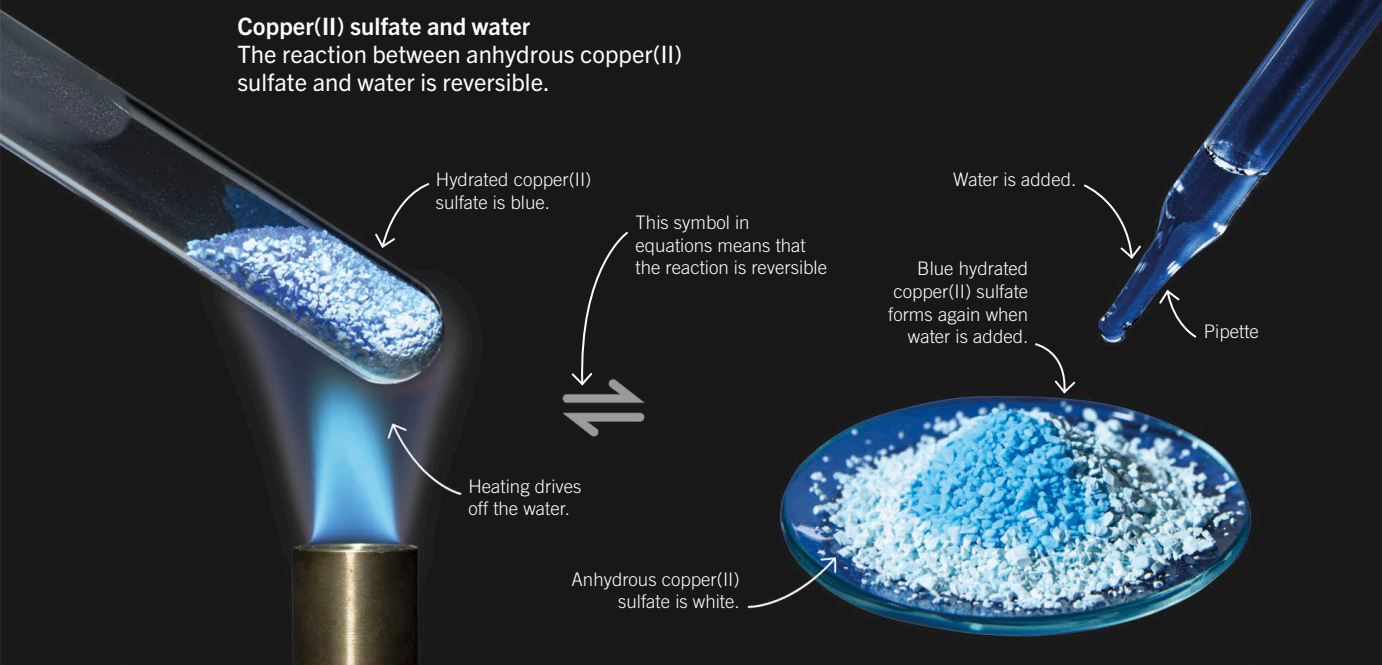 Copper(II) sulfate and water
The reaction between anhydrous copper(II)
sulfate and water is reversible.
Hydrated copper(II)
sulfate is blue.
This symbol in
equations means that
the reaction is reversible
Water is added.
Blue hydrated
copper(II) sulfate
forms again when
water is added.
Pipette
Heating drives
off the water.
Anhydrous copper(II)
sulfate is white.